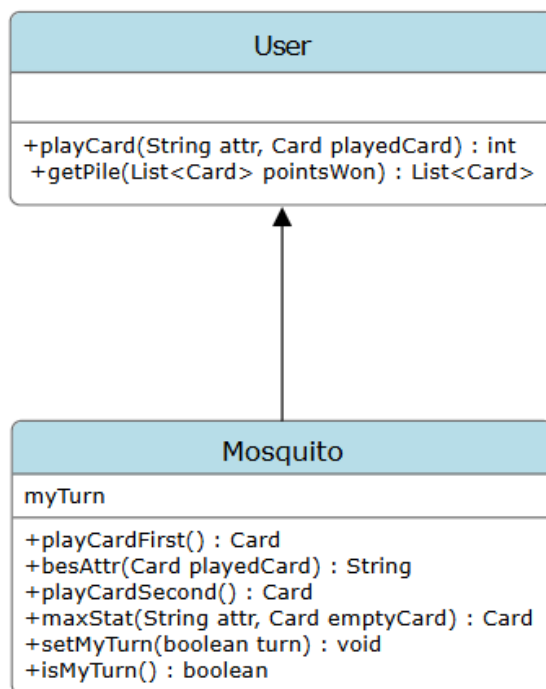 User
+playCard(String attr, Card playedCard) : int
+getPile(List<Card> pointsWon) : List<Card>
Mosquito
myTurn
+playCardFirst() : Card
+besAttr(Card playedCard) : String
+playCardSecond() : Card
+maxStat(String attr, Card emptyCard) : Card
+setMyTurn(boolean turn) : void
+isMyTurn() : boolean